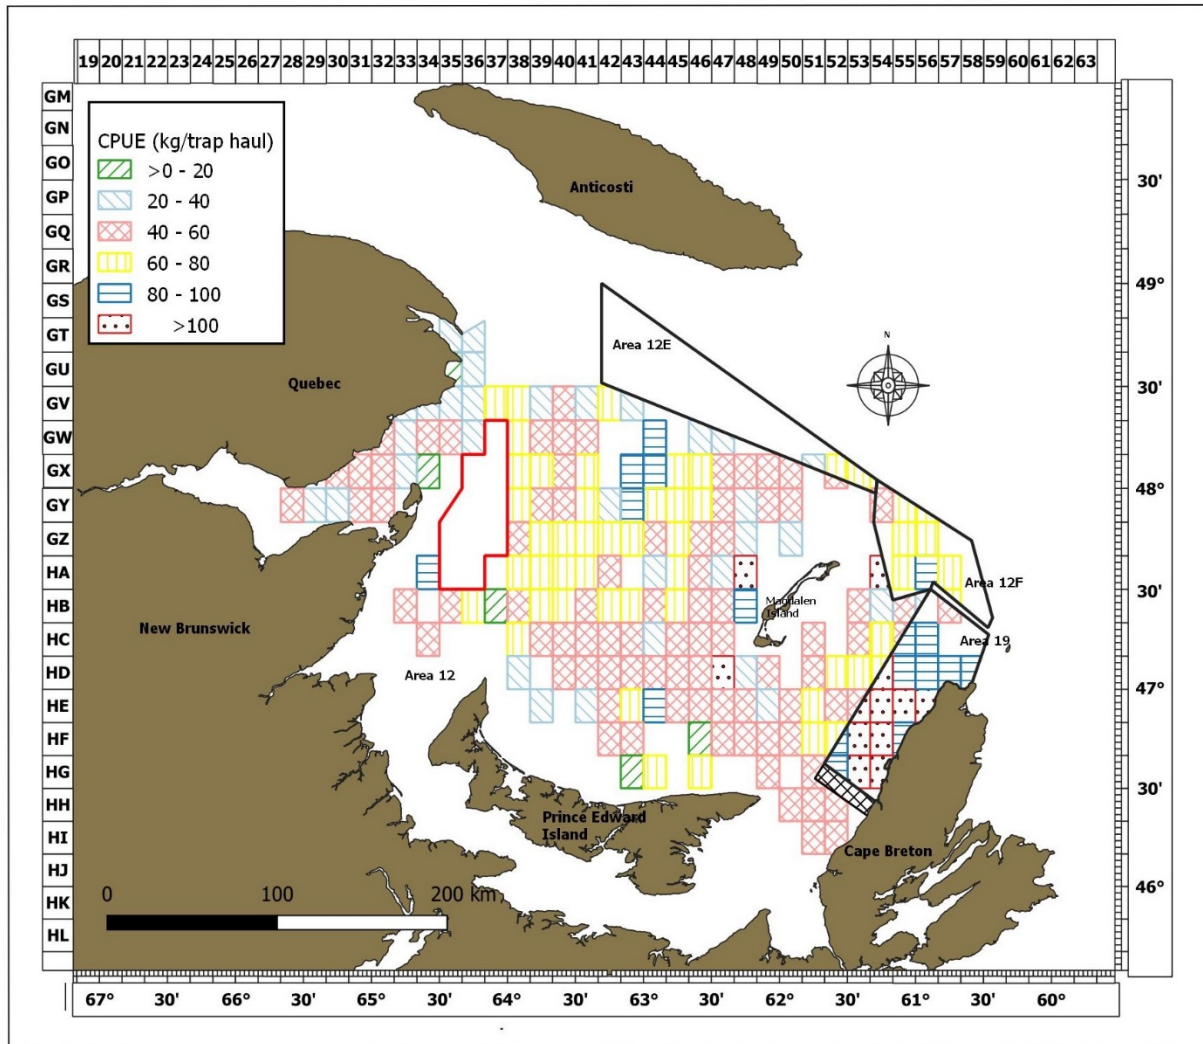 19 20 21 22 23 24 25 26 27 28 29 30 31 32 33 34 35 36 37 38 39 40 41 42 43 44 45 46 47 48 49 50 51 52 53 54 55 56 57 58 59 60 61 62 63
GM
GN
GO
GP
GQ
GR
GS
GT
GU
GV
GW
GX
GY
GZ
HA
HB
HC
HD
HE
HF
HG
HH
HI
HJ
HK
HL
CPUE (kg/trap haul)
>0 - 20
20 - 40
40 - 60
60 - 80
80 - 100
>100
Anticosti
Quebec
Area 12E
N
New Brunswick
Area 12
Magdalen
Island
Area 12F
Area 19
Prince Edward
Island
Cape Breton
0 100 200 km
30'
49°
30'
48°
30'
47°
30'
46°
67° 30' 66° 30' 65° 30' 64° 30' 63° 30' 62° 30' 61° 30' 60°